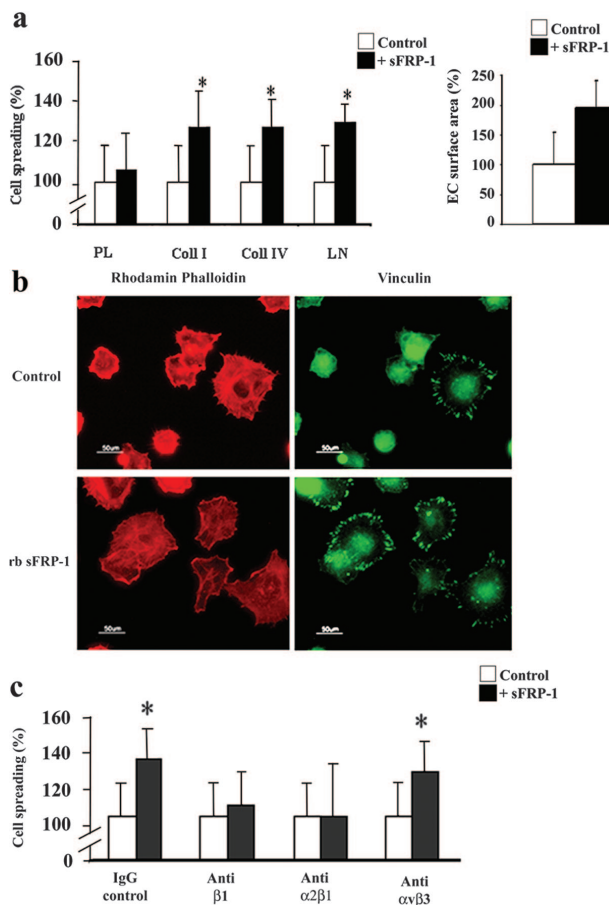 a
Control
+ sFRP-1
Control
+ sFRP-1
Cell spreading (%)
160
140
120
100
0
*
*
*
PL
Coll I
Coll IV
LN
EC surface area (%)
250
200
150
100
50
0
b
Rhodamin Phalloidin
Vinculin
Control
50µm
50µm
rb sFRP-1
50µm
50µm
c
Control
+ sFRP-1
Cell spreading (%)
160
140
120
100
0
*
*
IgG
control
Anti
β1
Anti
α2β1
Anti
αvβ3